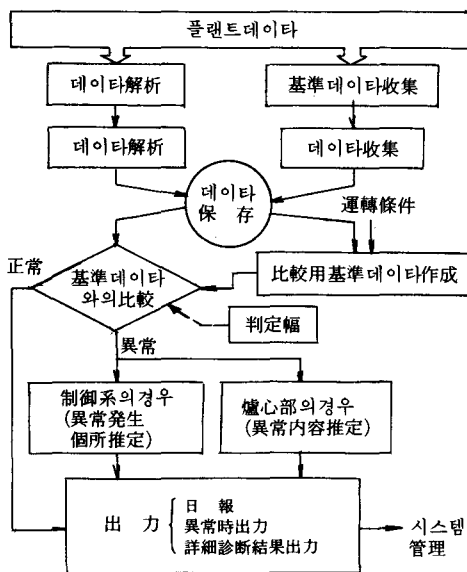 플랜트데이타
데이타解析
基準데이타收集
데이타解析
데이타收集
데이타
保存
運轉條件
正常
基準데이타
와의比較
比較用基準데이타作成
判定幅
異常
制御系의경우
(異常発生
個所推定)
爐心部의경우
(異常内容推定)
出力
日報
異常時出力
詳細診断結果出力
시스템
管理